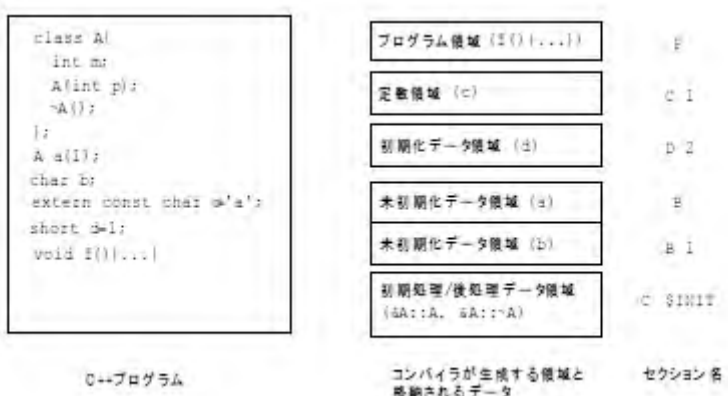 class A{
int m;
A(int p);
~A();
};
A a(1);
char b;
extern const char c='a';
short d=1;
void f(){...}
C++プログラム
プログラム領域 (f(){...})
P
定数領域 (c)
C_1
初期化データ領域 (d)
D_2
未初期化データ領域 (a)
B
未初期化データ領域 (b)
B_1
初期処理/後処理データ領域
(&A::A, &A::~A)
C_$INIT
コンパイラが生成する領域と
格納されるデータ
セクション名